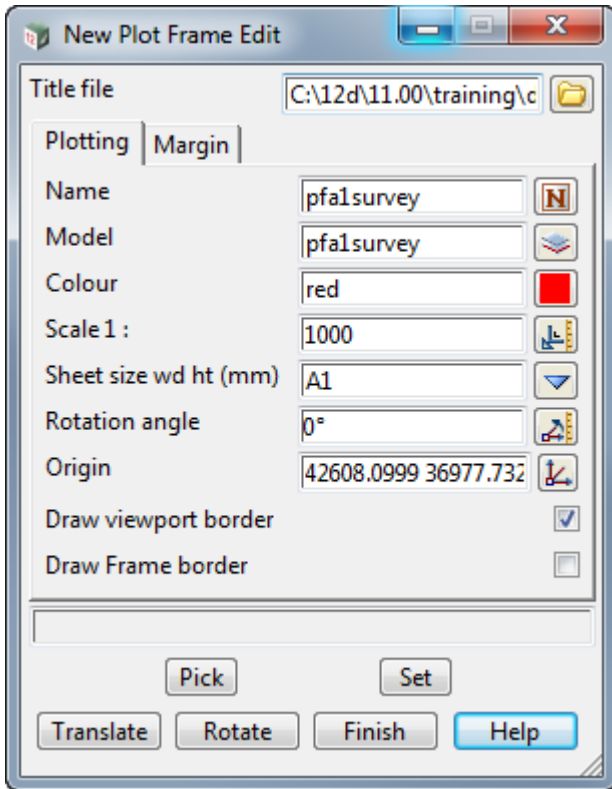 New Plot Frame Edit
Title file C:\12d\11.00\training\c
Plotting Margin
Name pfa1survey N
Model pfa1survey
Colour red
Scale 1 : 1000
Sheet size wd ht (mm) A1
Rotation angle 0°
Origin 42608.0999 36977.732
Draw viewport border
Draw Frame border
Pick Set
Translate Rotate Finish Help